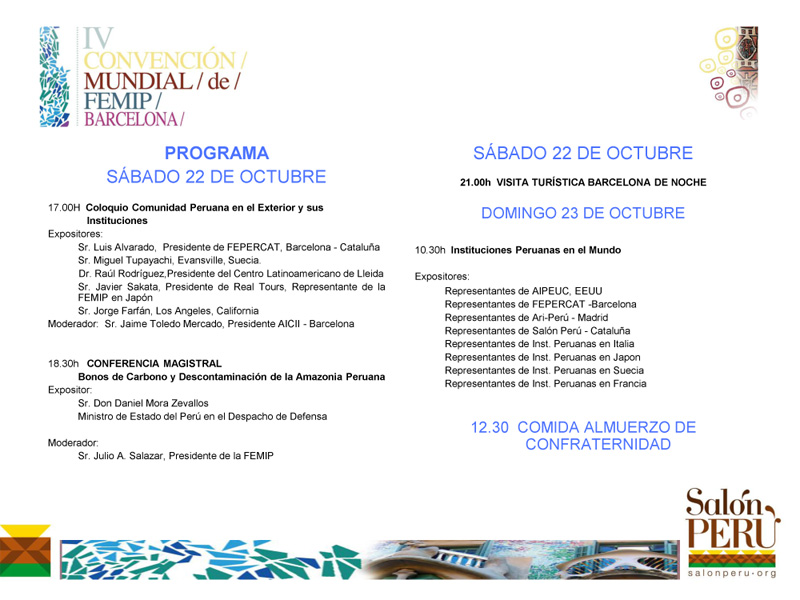 IV
CONVENCIÓN /
MUNDIAL / de /
FEMIP /
BARCELONA /
PROGRAMA
SÁBADO 22 DE OCTUBRE
17.00H Coloquio Comunidad Peruana en el Exterior y sus
Instituciones
Expositores:
Sr. Luis Alvarado, Presidente de FEPERCAT, Barcelona - Cataluña
Sr. Miguel Tupayachi, Evansville, Suecia.
Dr. Raúl Rodríguez,Presidente del Centro Latinoamericano de Lleida
Sr. Javier Sakata, Presidente de Real Tours, Representante de la
FEMIP en Japón
Sr. Jorge Farfán, Los Angeles, California
Moderador: Sr. Jaime Toledo Mercado, Presidente AICII - Barcelona
18.30h CONFERENCIA MAGISTRAL
Bonos de Carbono y Descontaminación de la Amazonia Peruana
Expositor:
Sr. Don Daniel Mora Zevallos
Ministro de Estado del Perú en el Despacho de Defensa
Moderador:
Sr. Julio A. Salazar, Presidente de la FEMIP
SÁBADO 22 DE OCTUBRE
21.00h VISITA TURÍSTICA BARCELONA DE NOCHE
DOMINGO 23 DE OCTUBRE
10.30h Instituciones Peruanas en el Mundo
Expositores:
Representantes de AIPEUC, EEUU
Representantes de FEPERCAT -Barcelona
Representantes de Ari-Perú - Madrid
Representantes de Salón Perú - Cataluña
Representantes de Inst. Peruanas en Italia
Representantes de Inst. Peruanas en Japon
Representantes de Inst. Peruanas en Suecia
Representantes de Inst. Peruanas en Francia
12.30 COMIDA ALMUERZO DE
CONFRATERNIDAD
Salón
PERÚ
salonperu.org